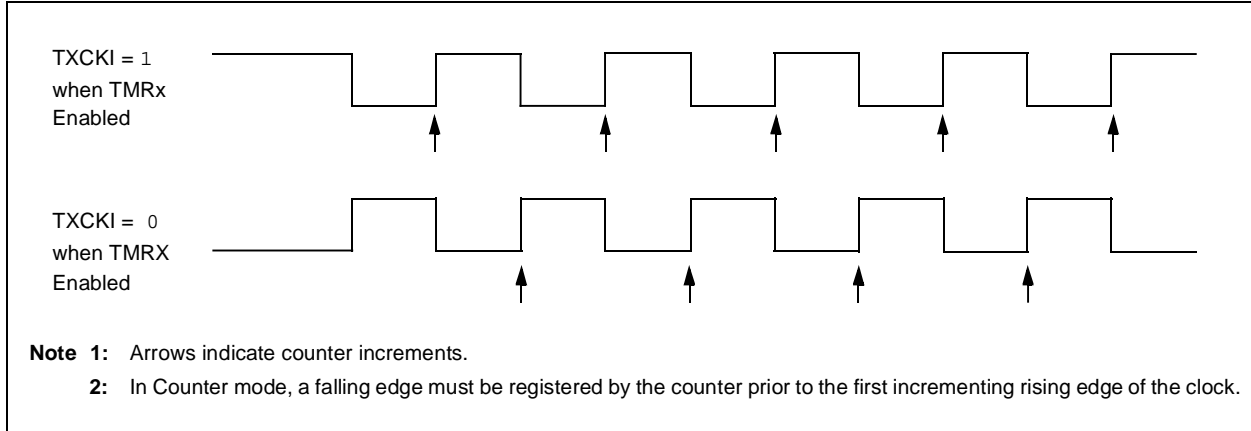 TXCKI = 1
when TMRx
Enabled
TXCKI = 0
when TMRX
Enabled
Note 1: Arrows indicate counter increments.
2: In Counter mode, a falling edge must be registered by the counter prior to the first incrementing rising edge of the clock.